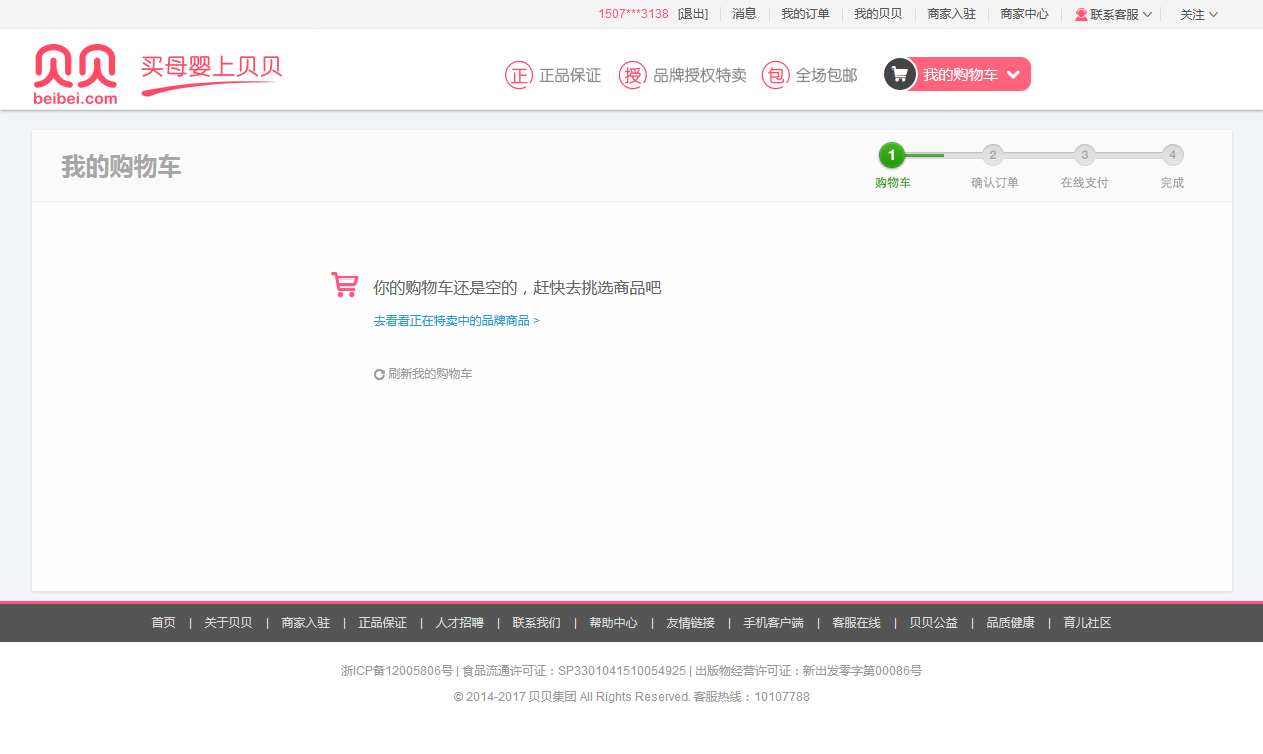 1507***3138 [退出] 消息 我的订单 我的贝贝 商家入驻 商家中心 联系客服 关注
贝贝 beibei.com 买母婴上贝贝 正 正品保证 授 品牌授权特卖 包 全场包邮 我的购物车
我的购物车
1 2 3 4
购物车 确认订单 在线支付 完成
你的购物车还是空的，赶快去挑选商品吧
去看看正在特卖中的品牌商品 >
刷新我的购物车
首页 | 关于贝贝 | 商家入驻 | 正品保证 | 人才招聘 | 联系我们 | 帮助中心 | 友情链接 | 手机客户端 | 客服在线 | 贝贝公益 | 品质健康 | 育儿社区
浙ICP备12005806号 | 食品流通许可证：SP3301041510054925 | 出版物经营许可证：新出发零字第00086号
© 2014-2017 贝贝集团 All Rights Reserved. 客服热线：10107788